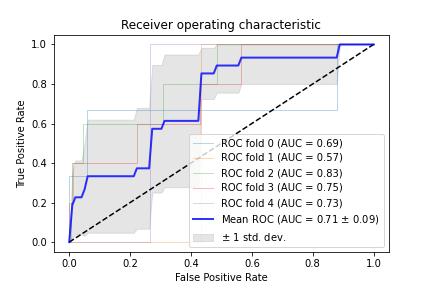 Receiver operating characteristic
1.0
0.8
0.6
0.4
0.2
0.0
True Positive Rate
ROC fold 0 (AUC = 0.69)
ROC fold 1 (AUC = 0.57)
ROC fold 2 (AUC = 0.83)
ROC fold 3 (AUC = 0.75)
ROC fold 4 (AUC = 0.73)
Mean ROC (AUC = 0.71 ± 0.09)
± 1 std. dev.
0.0 0.2 0.4 0.6 0.8 1.0
False Positive Rate